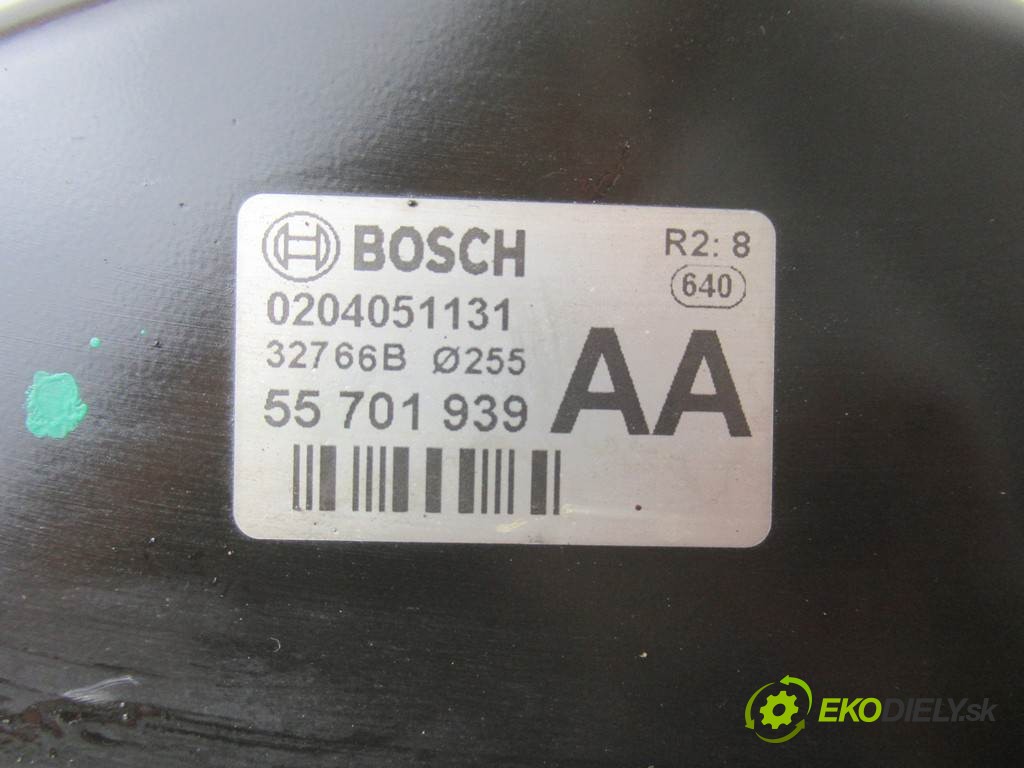 BOSCH
R2: 8
640
0204051131
32766B Ø255
55 701 939
AA
EKODIELY.sk